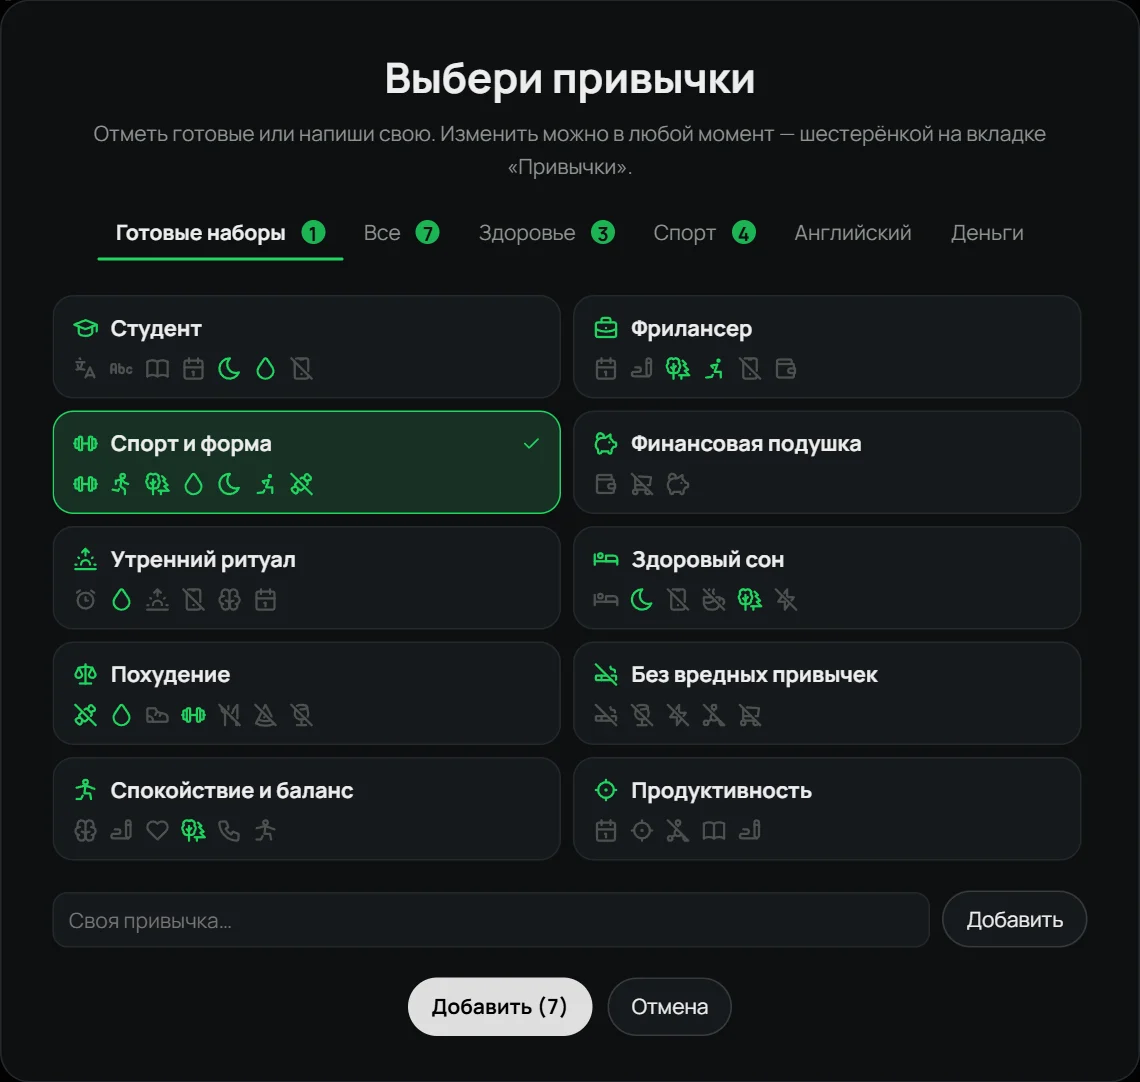 Выбери привычки
Отметь готовые или напиши свою. Изменить можно в любой момент — шестерёнкой на вкладке
«Привычки».
Готовые наборы 1 Все 7 Здоровье 3 Спорт 4 Английский Деньги
Студент
Abc
Фрилансер
Спорт и форма
Финансовая подушка
Утренний ритуал
Здоровый сон
Похудение
Без вредных привычек
Спокойствие и баланс
Продуктивность
Своя привычка...
Добавить
Добавить (7)
Отмена